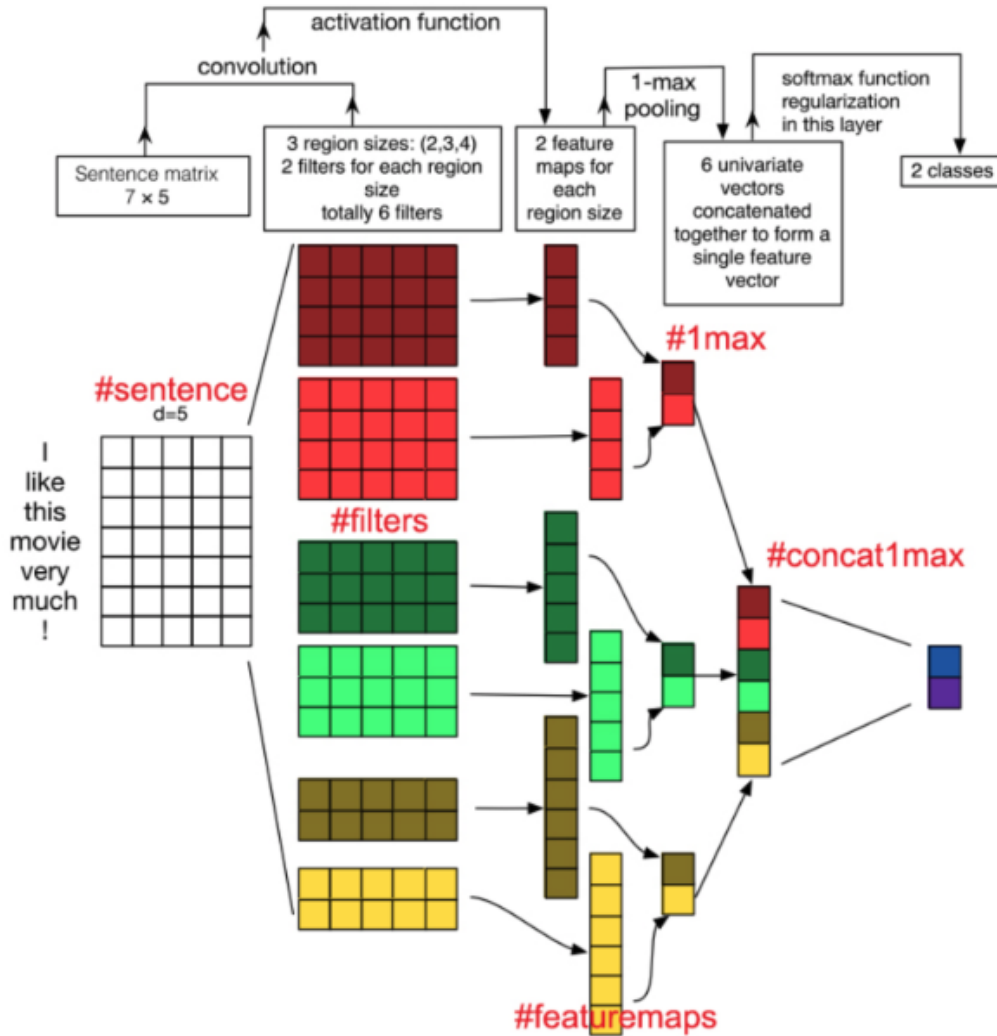 activation function
convolution
1-max
pooling
softmax function
regularization
in this layer
Sentence matrix
7 × 5
3 region sizes: (2,3,4)
2 filters for each region
size
totally 6 filters
2 feature
maps for
each
region size
6 univariate
vectors
concatenated
together to form a
single feature
vector
2 classes
#1max
#sentence
d=5
I
like
this
movie
very
much
!
#filters
#concat1max
#featuremaps